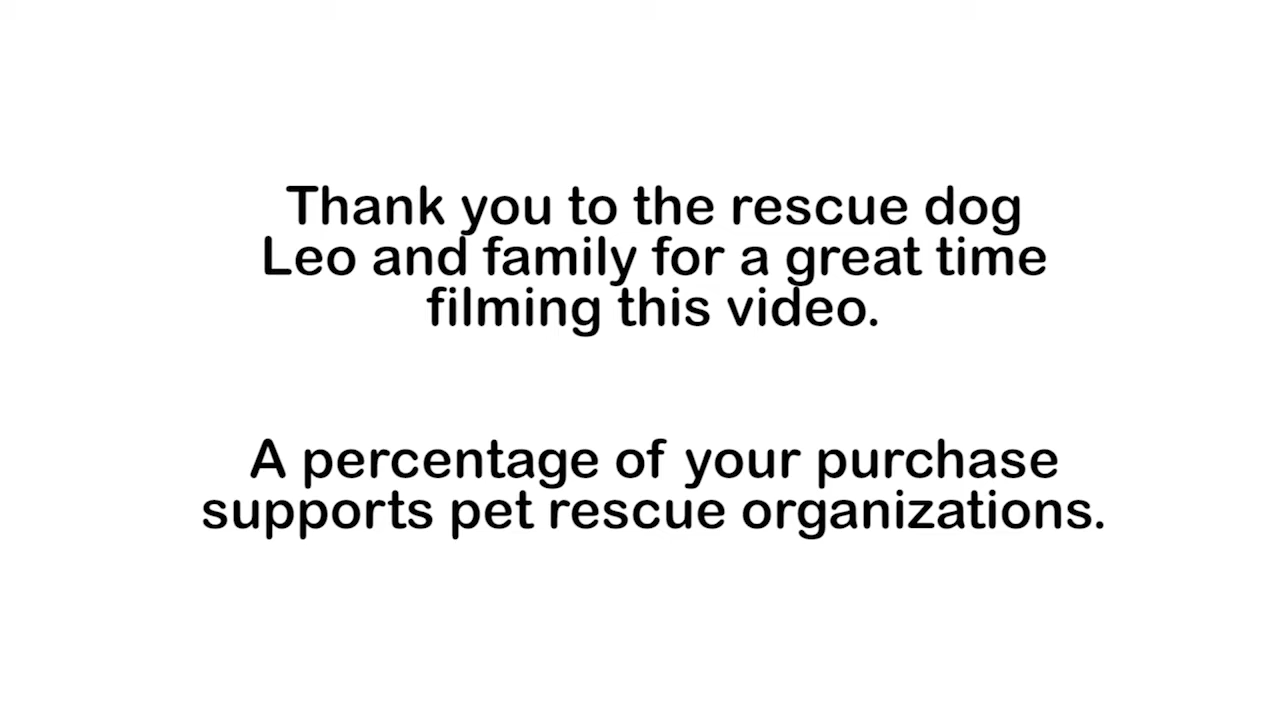 Thank you to the rescue dog
Leo and family for a great time
filming this video.
A percentage of your purchase
supports pet rescue organizations.